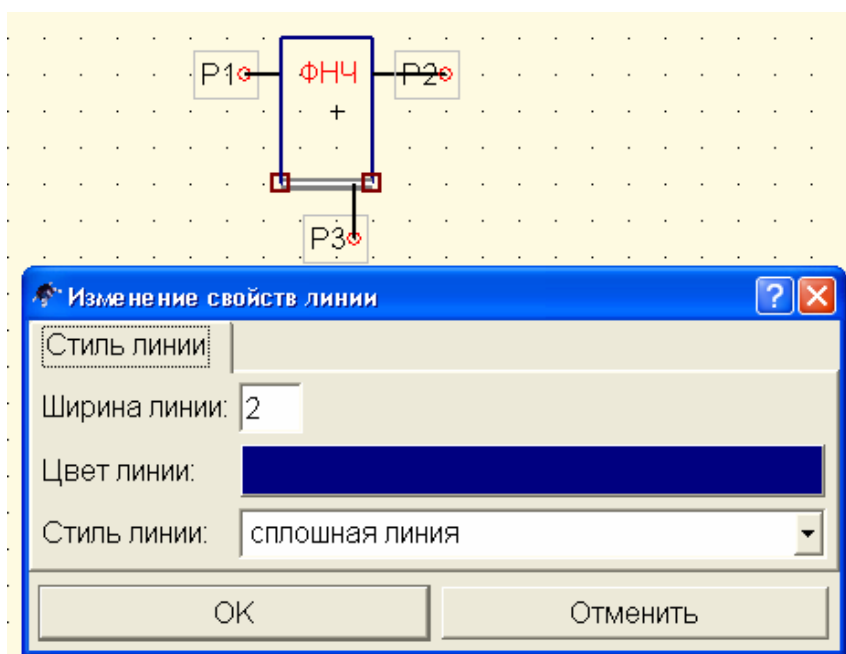 P1 ФНЧ P2
+
P3
Изменение свойств линии
Стиль линии
Ширина линии: 2
Цвет линии:
Стиль линии: сплошная линия
OK Отменить